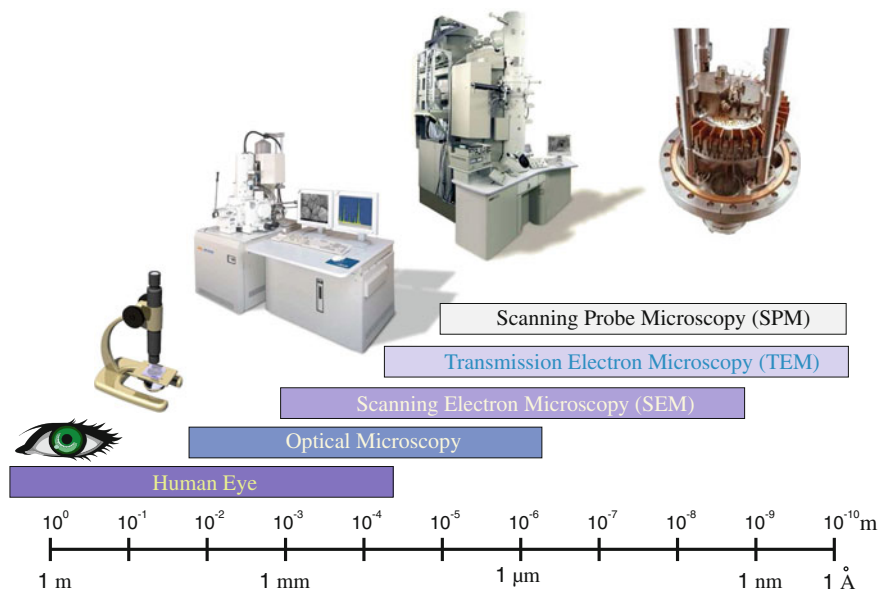 Scanning Probe Microscopy (SPM)
Transmission Electron Microscopy (TEM)
Scanning Electron Microscopy (SEM)
Optical Microscopy
Human Eye
10⁰ 10⁻¹ 10⁻² 10⁻³ 10⁻⁴ 10⁻⁵ 10⁻⁶ 10⁻⁷ 10⁻⁸ 10⁻⁹ 10⁻¹⁰ m
1 m 1 mm 1 µm 1 nm 1 Å